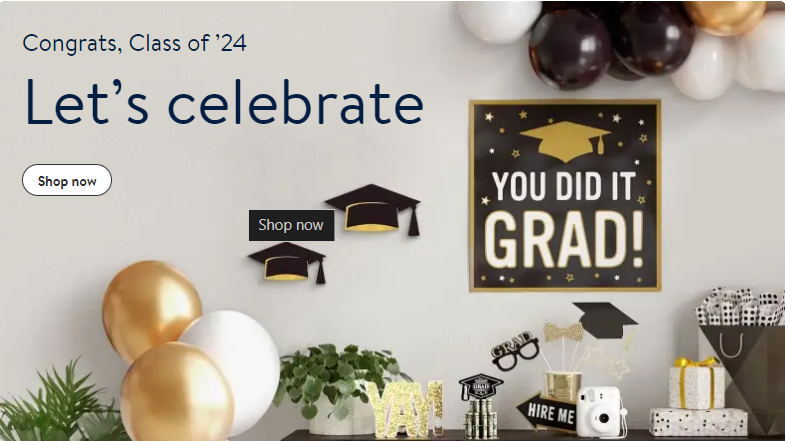 Congrats, Class of ’24
Let’s celebrate
Shop now
Shop now
YOU DID IT
GRAD!
GRAD
YAY!
HIRE ME